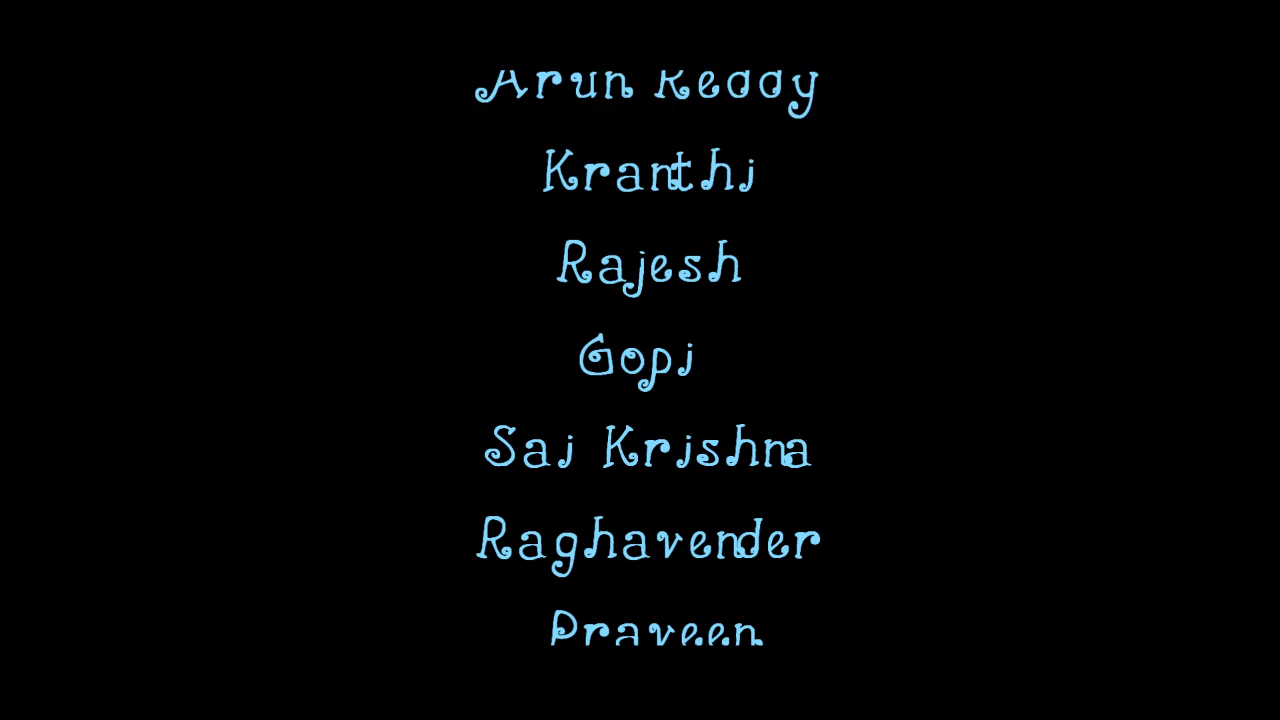 Arun Reddy
Kranthi
Rajesh
Gopi
Sai Krishna
Raghavender
Praveen